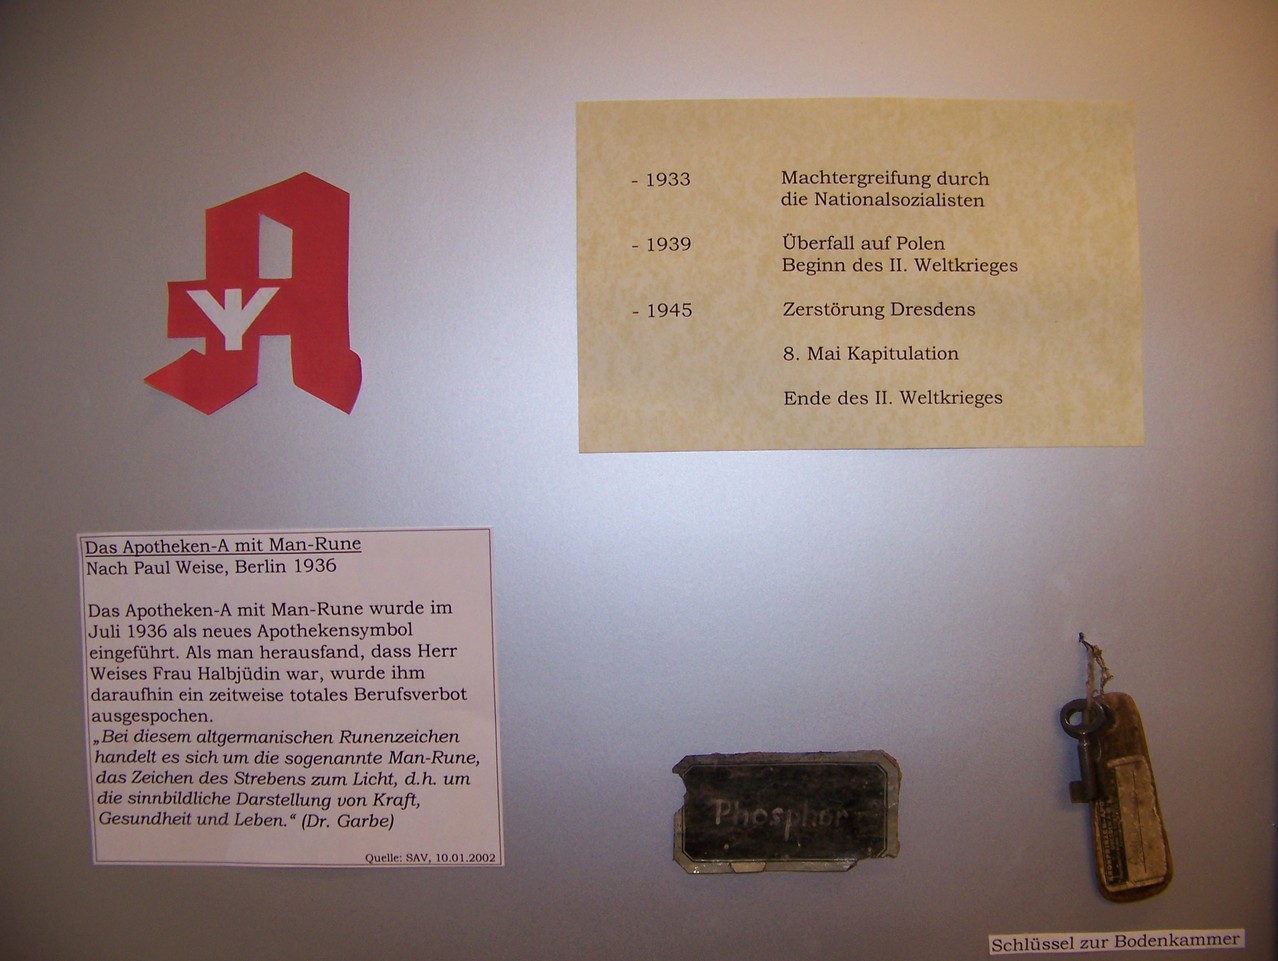 - 1933 Machtergreifung durch
die Nationalsozialisten
- 1939 Überfall auf Polen
Beginn des II. Weltkrieges
- 1945 Zerstörung Dresdens
8. Mai Kapitulation
Ende des II. Weltkrieges
Das Apotheken-A mit Man-Rune
Nach Paul Weise, Berlin 1936
Das Apotheken-A mit Man-Rune wurde im
Juli 1936 als neues Apothekensymbol
eingeführt. Als man herausfand, dass Herr
Weises Frau Halbjüdin war, wurde ihm
daraufhin ein zeitweise totales Berufsverbot
ausgespochen.
„Bei diesem altgermanischen Runenzeichen
handelt es sich um die sogenannte Man-Rune,
das Zeichen des Strebens zum Licht, d.h. um
die sinnbildliche Darstellung von Kraft,
Gesundheit und Leben.“ (Dr. Garbe)
Quelle: SAV, 10.01.2002
Phosphor
Schlüssel zur Bodenkammer